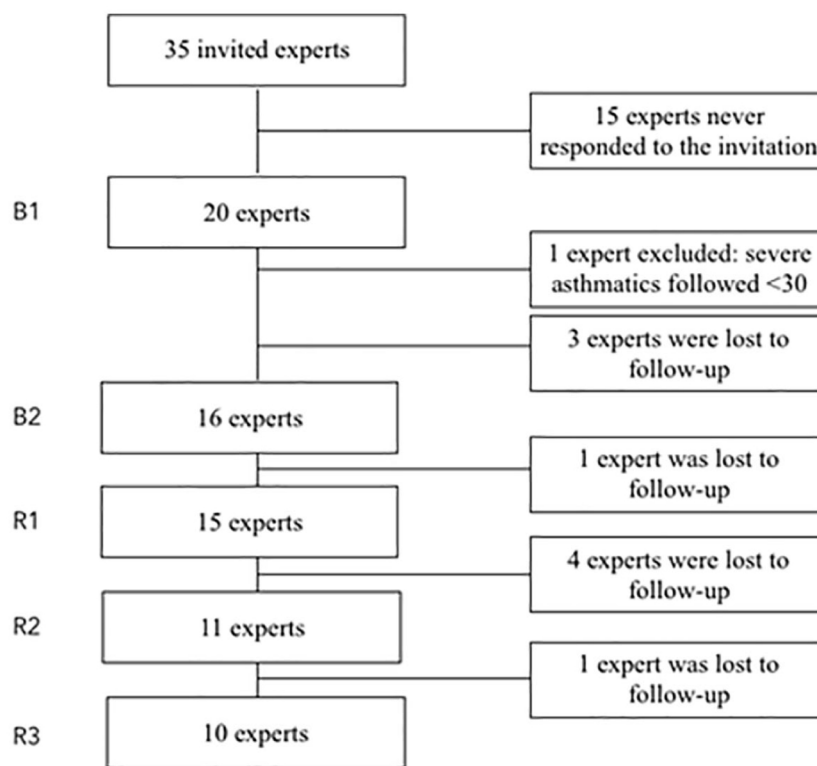 35 invited experts
15 experts never
responded to the invitation
B1
20 experts
1 expert excluded: severe
asthmatics followed <30
3 experts were lost to
follow-up
B2
16 experts
1 expert was lost to
follow-up
R1
15 experts
4 experts were lost to
follow-up
R2
11 experts
1 expert was lost to
follow-up
R3
10 experts